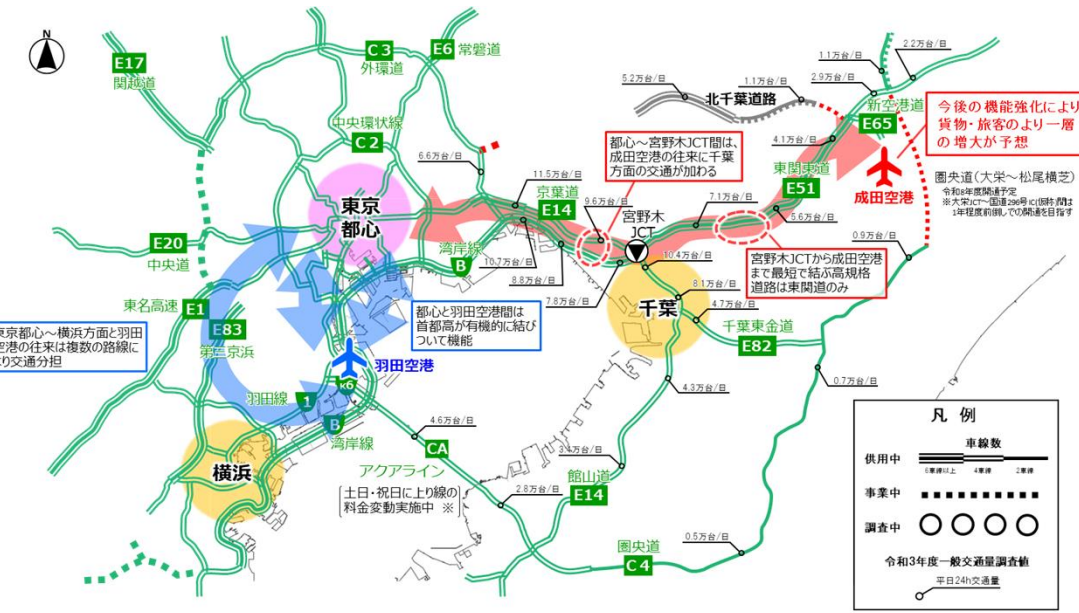 N
E17
関越道
C3
外環道
E6 常磐道
中央環状線
C2
6.6万台/日
11.5万台/日
京葉道
E14
9.6万台/日
都心～宮野木JCT間は、
成田空港の往来に千葉
方面の交通が加わる
5.2万台/日
1.1万台/日
北千葉道路
1.1万台/日
2.2万台/日
2.9万台/日
新空港道
E65
4.1万台/日
東関東道
E51
成田空港
今後の機能強化により
貨物・旅客のより一層
の増大が予想
圏央道(大栄～松尾横芝)
令和8年度開通予定
※大栄JCT～国道296号IC(仮称)間は
1年程度前倒しでの開通を目指す
東京
都心
宮野木
JCT
7.1万台/日
5.6万台/日
0.9万台/日
E20
中央道
湾岸線
B
10.7万台/日
8.8万台/日
7.8万台/日
10.4万台/日
8.1万台/日
4.7万台/日
宮野木JCTから成田空港
まで最短で結ぶ高規格
道路は東関道のみ
千葉
千葉東金道
E82
東名高速 E1
E83
第三京浜
東京都心～横浜方面と羽田
空港の往来は複数の路線に
より交通分担
都心と羽田空港間は
首都高が有機的に結び
ついて機能
羽田空港
K6
羽田線
1
B
湾岸線
横浜
4.6万台/日
CA
アクアライン
土日・祝日に上り線の
料金変動実施中 ※
2.8万台/日
4.3万台/日
館山道
E14
0.7万台/日
0.5万台/日
圏央道
C4
凡 例
車線数
供用中
6車線以上 4車線 2車線
事業中
調査中
令和3年度一般交通量調査値
平日24h交通量